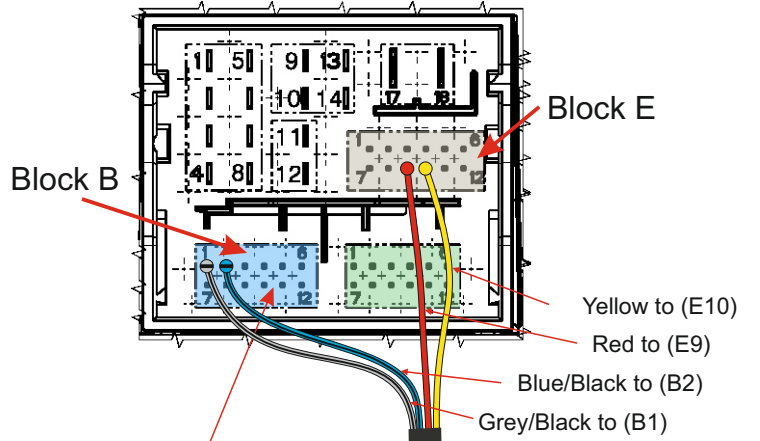 1 5 9 13
10 14 17 18
11
4 8 12
Block E
1 6
7 12
Block B
1 6
7 12
1 6
7 12
Yellow to (E10)
Red to (E9)
Blue/Black to (B2)
Grey/Black to (B1)